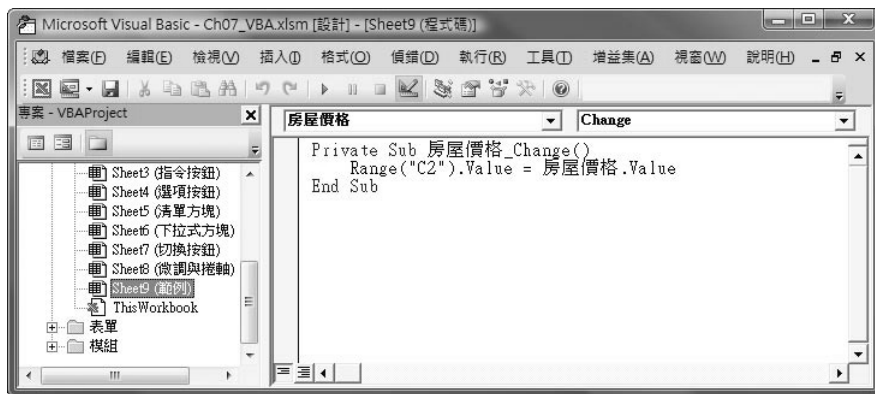 Microsoft Visual Basic - Ch07_VBA.xlsm [設計] - [Sheet9 (程式碼)]
檔案(F) 編輯(E) 檢視(V) 插入(I) 格式(O) 偵錯(D) 執行(R) 工具(T) 增益集(A) 視窗(W) 說明(H)
專案 - VBAProject
房屋價格 Change
Sheet3 (指令按鈕)
Sheet4 (選項按鈕)
Sheet5 (清單方塊)
Sheet6 (下拉式方塊)
Sheet7 (切換按鈕)
Sheet8 (微調與捲軸)
Sheet9 (範例)
ThisWorkbook
表單
模組
Private Sub 房屋價格_Change()
Range("C2").Value = 房屋價格.Value
End Sub